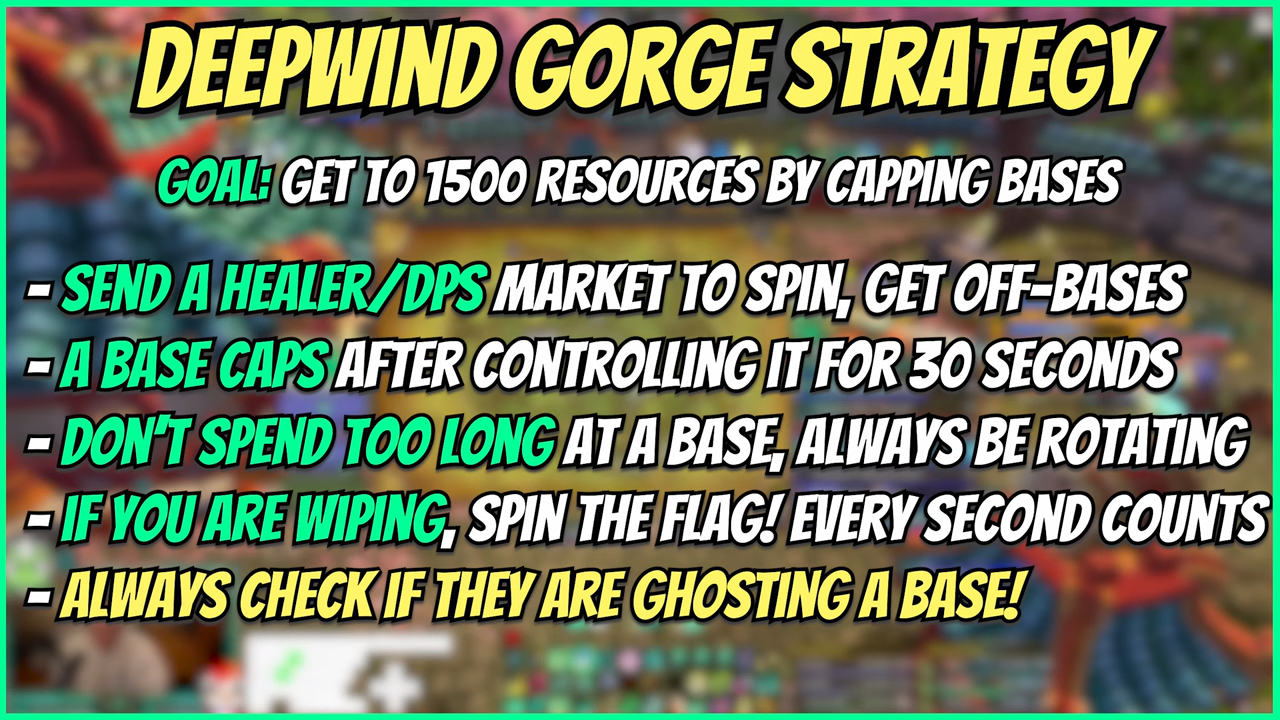 DEEPWIND GORGE STRATEGY
GOAL: GET TO 1500 RESOURCES BY CAPPING BASES
- SEND A HEALER/DPS MARKET TO SPIN, GET OFF-BASES
- A BASE CAPS AFTER CONTROLLING IT FOR 30 SECONDS
- DON'T SPEND TOO LONG AT A BASE, ALWAYS BE ROTATING
- IF YOU ARE WIPING, SPIN THE FLAG! EVERY SECOND COUNTS
- ALWAYS CHECK IF THEY ARE GHOSTING A BASE!